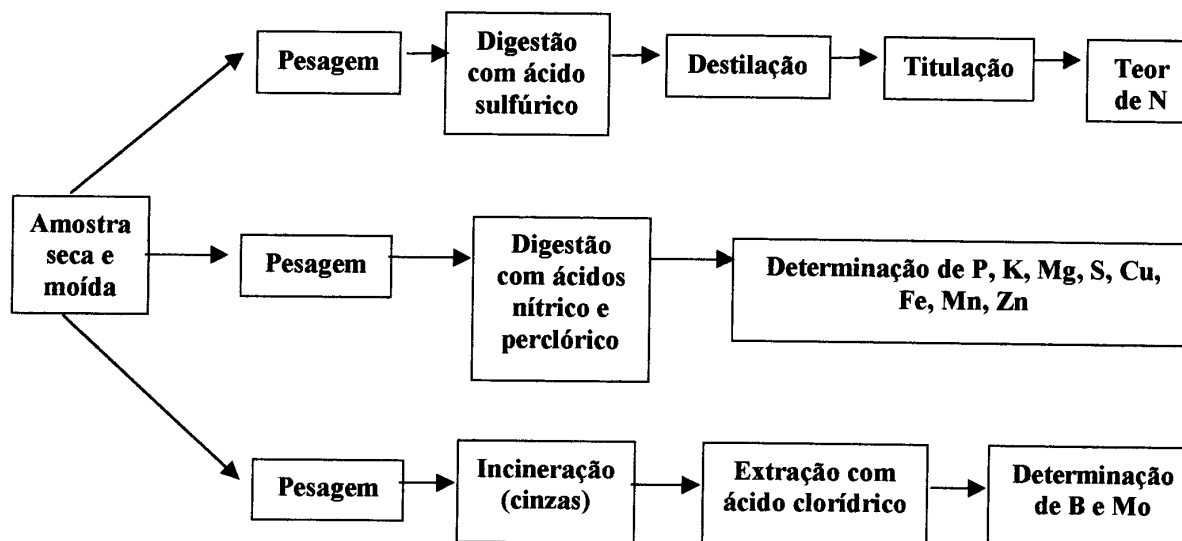 Pesagem
Digestão
com ácido
sulfúrico
Destilação
Titulação
Teor
de N
Amostra
seca e
moída
Pesagem
Digestão
com ácidos
nítrico e
perclórico
Determinação de P, K, Mg, S, Cu,
Fe, Mn, Zn
Pesagem
Incineração
(cinzas)
Extração com
ácido clorídrico
Determinação
de B e Mo